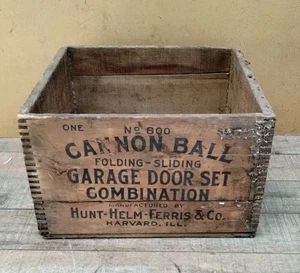 ONE No 800
CANNON BALL
FOLDING-SLIDING
GARAGE DOOR SET
COMBINATION
MANUFACTURED BY
HUNT-HELM-FERRIS & CO.
HARVARD, ILL.